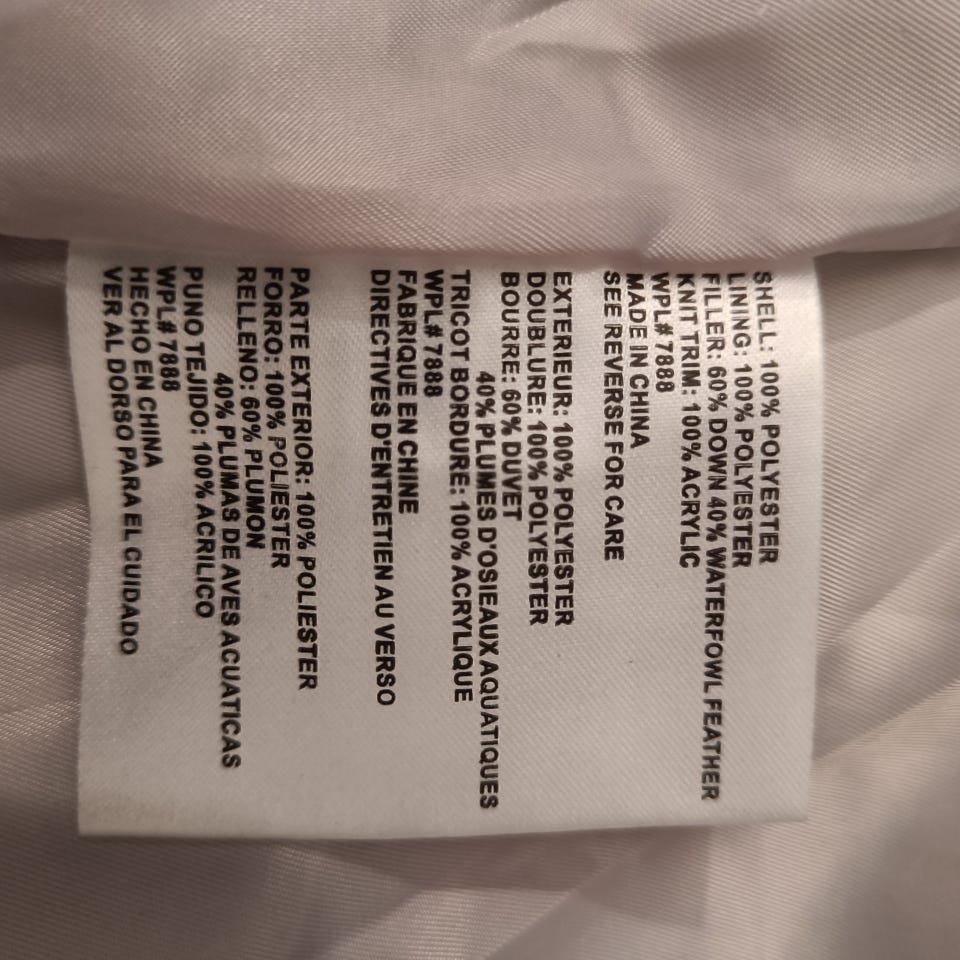 SHELL: 100% POLYESTER
LINING: 100% POLYESTER
FILLER: 60% DOWN 40% WATERFOWL FEATHER
KNIT TRIM: 100% ACRYLIC
WPL# 7888
MADE IN CHINA
SEE REVERSE FOR CARE
EXTERIEUR: 100% POLYESTER
DOUBLURE: 100% POLYESTER
BOURRE: 60% DUVET
40% PLUMES D'OSIEAUX AQUATIQUES
TRICOT BORDURE: 100% ACRYLIQUE
WPL# 7888
FABRIQUE EN CHINE
DIRECTIVES D'ENTRETIEN AU VERSO
PARTE EXTERIOR: 100% POLIESTER
FORRO: 100% POLIESTER
RELLENO: 60% PLUMON
40% PLUMAS DE AVES ACUATICAS
PUNO TEJIDO: 100% ACRILICO
WPL# 7888
HECHO EN CHINA
VER AL DORSO PARA EL CUIDADO